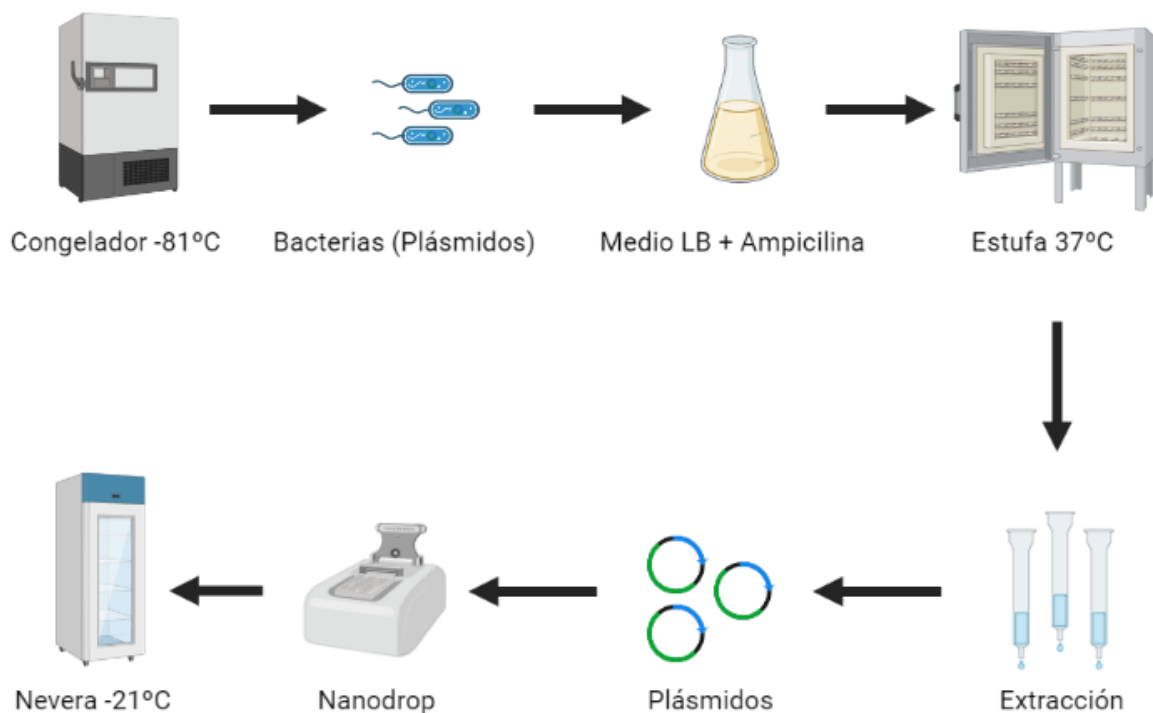 Congelador -81ºC
Bacterias (Plásmidos)
Medio LB + Ampicilina
Estufa 37ºC
Nevera -21ºC
Nanodrop
Plásmidos
Extracción